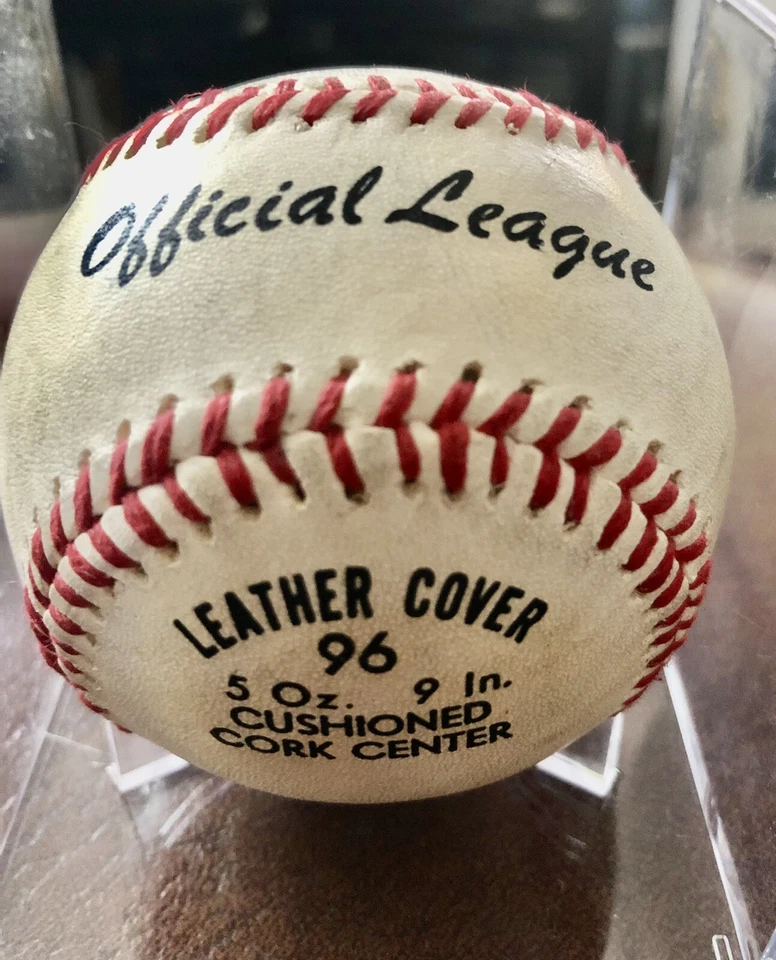 Official League
LEATHER COVER
96
5 Oz. 9 In.
CUSHIONED
CORK CENTER